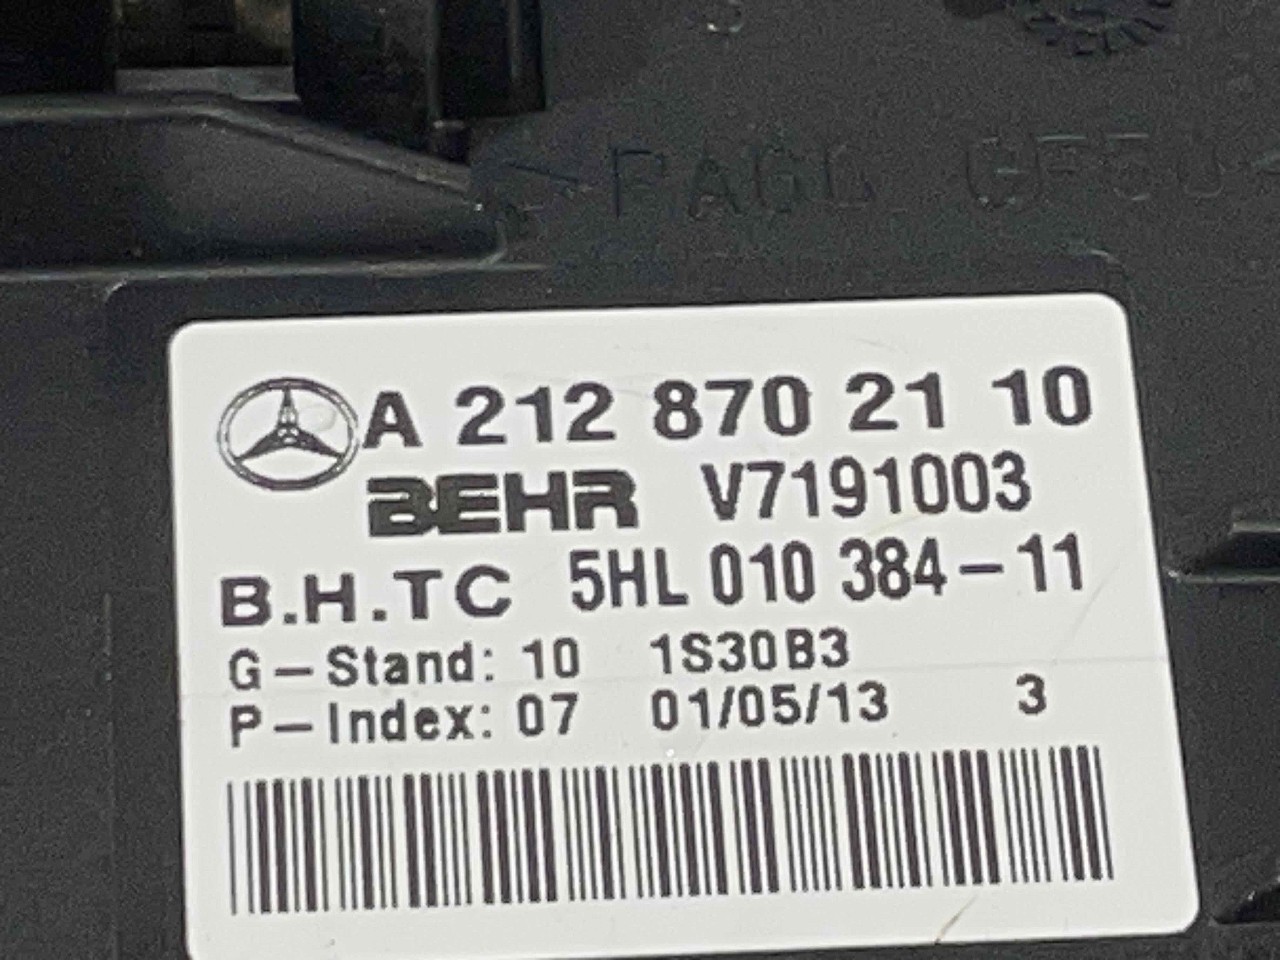 A 212 870 21 10
BEHR V7191003
B.H.TC 5HL 010 384-11
G-Stand: 10 1S30B3
P-Index: 07 01/05/13 3